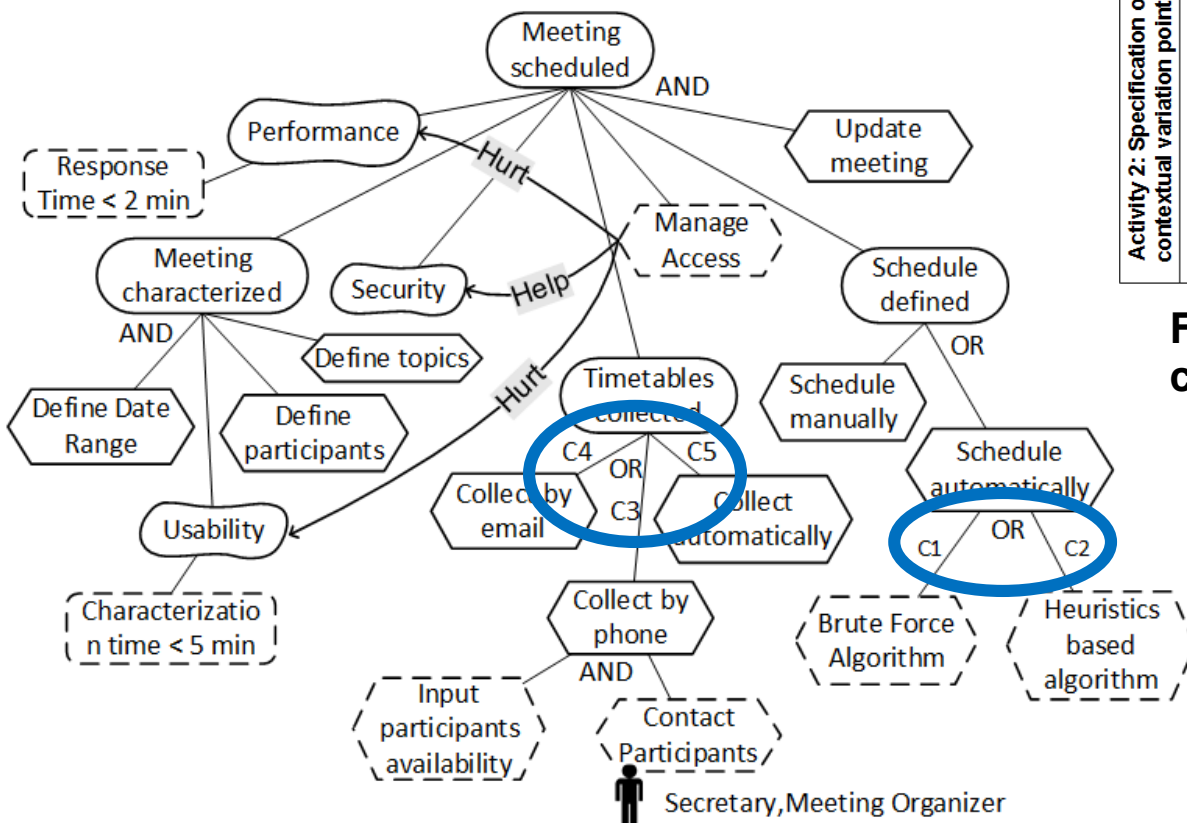 Meeting
scheduled
AND
Activity 2: Specification o
contextual variation point
Performance
Update
meeting
Hurt
Response
Time < 2 min
Manage
Access
Meeting
characterized
Security
Help
Schedule
defined
AND
OR
Define topics
Hurt
Timetables
collected
Schedule
manually
F
c
Define Date
Range
Define
participants
C4
OR
C5
C3
Collect by
email
Collect
automatically
Schedule
automatically
Usability
C1
OR
C2
Characterizatio
n time < 5 min
Collect by
phone
Brute Force
Algorithm
Heuristics
based
algorithm
AND
Input
participants
availability
Contact
Participants
Secretary,Meeting Organizer